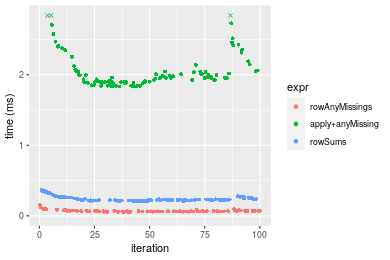 time (ms)
2
1
0
0
25
50
75
100
iteration
expr
rowAnyMissings
apply+anyMissing
rowSums